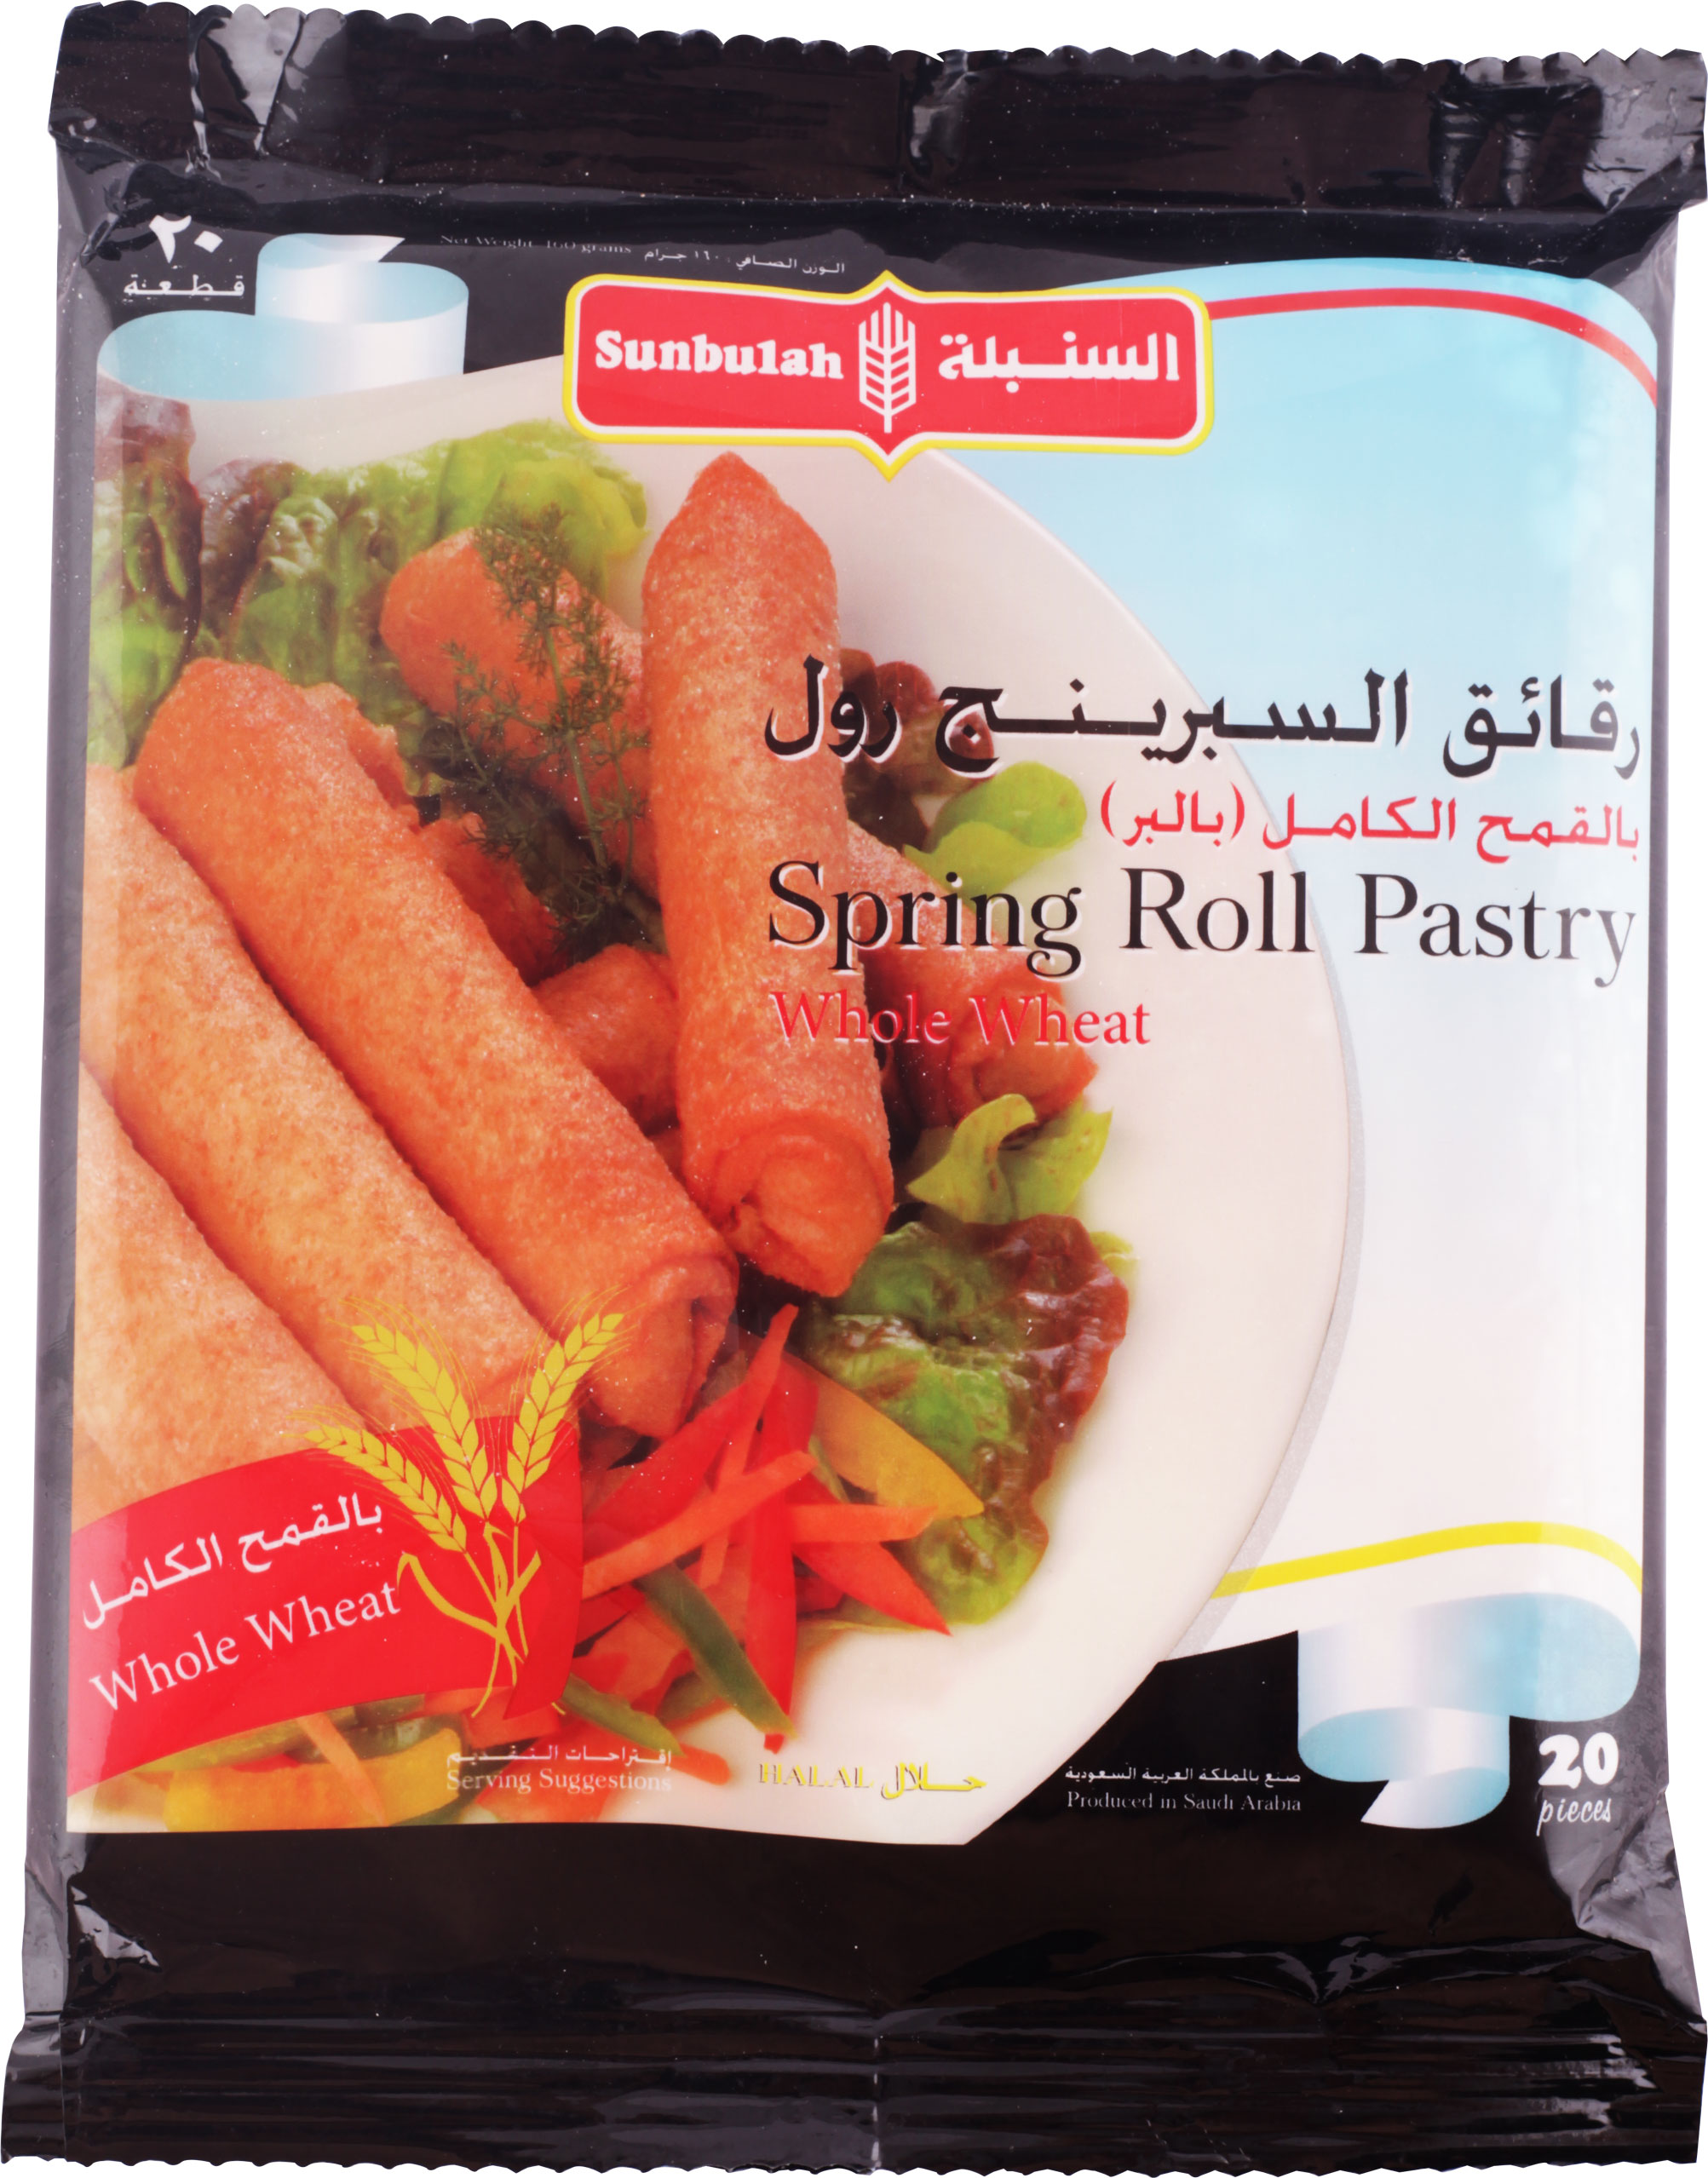 ٢٠
قطعة
Net Weight 160 grams الوزن الصافي ١٦٠ جرام
Sunbulah السنبلة
رقائق السبرينج رول
بالقمح الكامل (بالبر)
Spring Roll Pastry
Whole Wheat
بالقمح الكامل
Whole Wheat
إقتراحات التقديم
Serving Suggestions
HALAL حلال
صنع بالمملكة العربية السعودية
Produced in Saudi Arabia
20
pieces